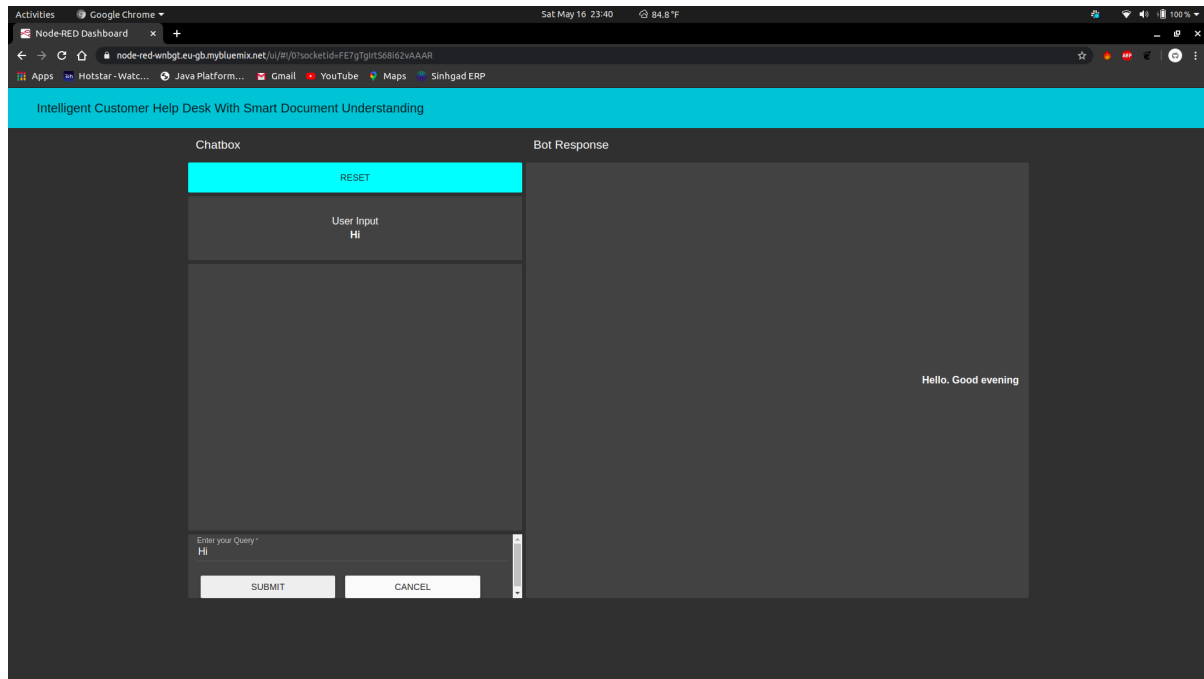 Activities Google Chrome Sat May 16 23:40 84.8°F 100 %
Node-RED Dashboard
node-red-wnbgt.eu-gb.mybluemix.net/ui/#!/0?socketid=FE7gTgIrtS68I62vAAAR
Apps Hotstar - Watc... Java Platform... Gmail YouTube Maps Sinhgad ERP
Intelligent Customer Help Desk With Smart Document Understanding
Chatbox Bot Response
RESET
User Input
Hi
Hello. Good evening
Enter your Query *
Hi
SUBMIT CANCEL